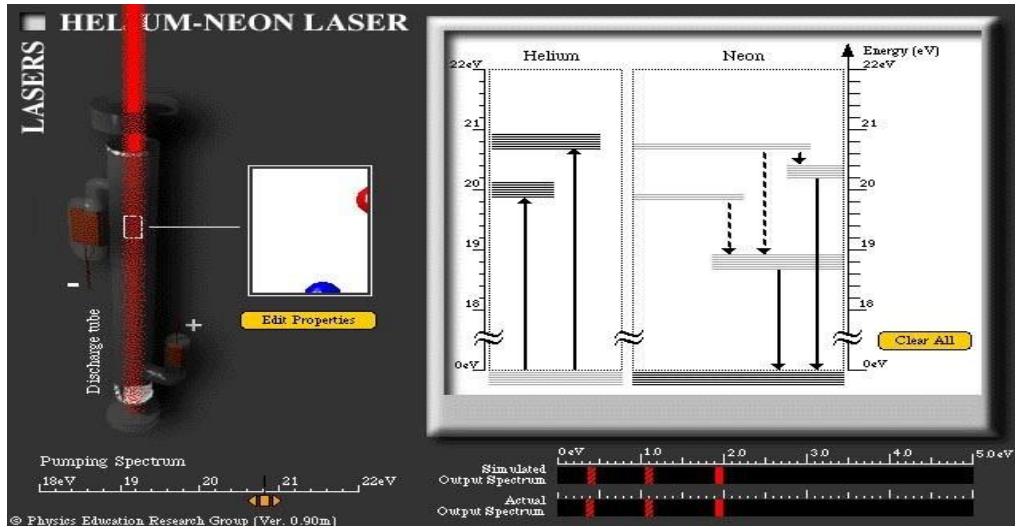 HELIUM-NEON LASER
LASERS
Discharge tube
-
+
Edit Properties
Helium
Neon
Energy (eV)
22eV
21
20
19
18
0eV
22eV
21
20
19
18
0eV
Clear All
Pumping Spectrum
18eV 19 20 21 22eV
0eV 1.0 2.0 3.0 4.0 5.0eV
Simulated
Output Spectrum
Actual
Output Spectrum
© Physics Education Research Group (Ver. 0.90m)